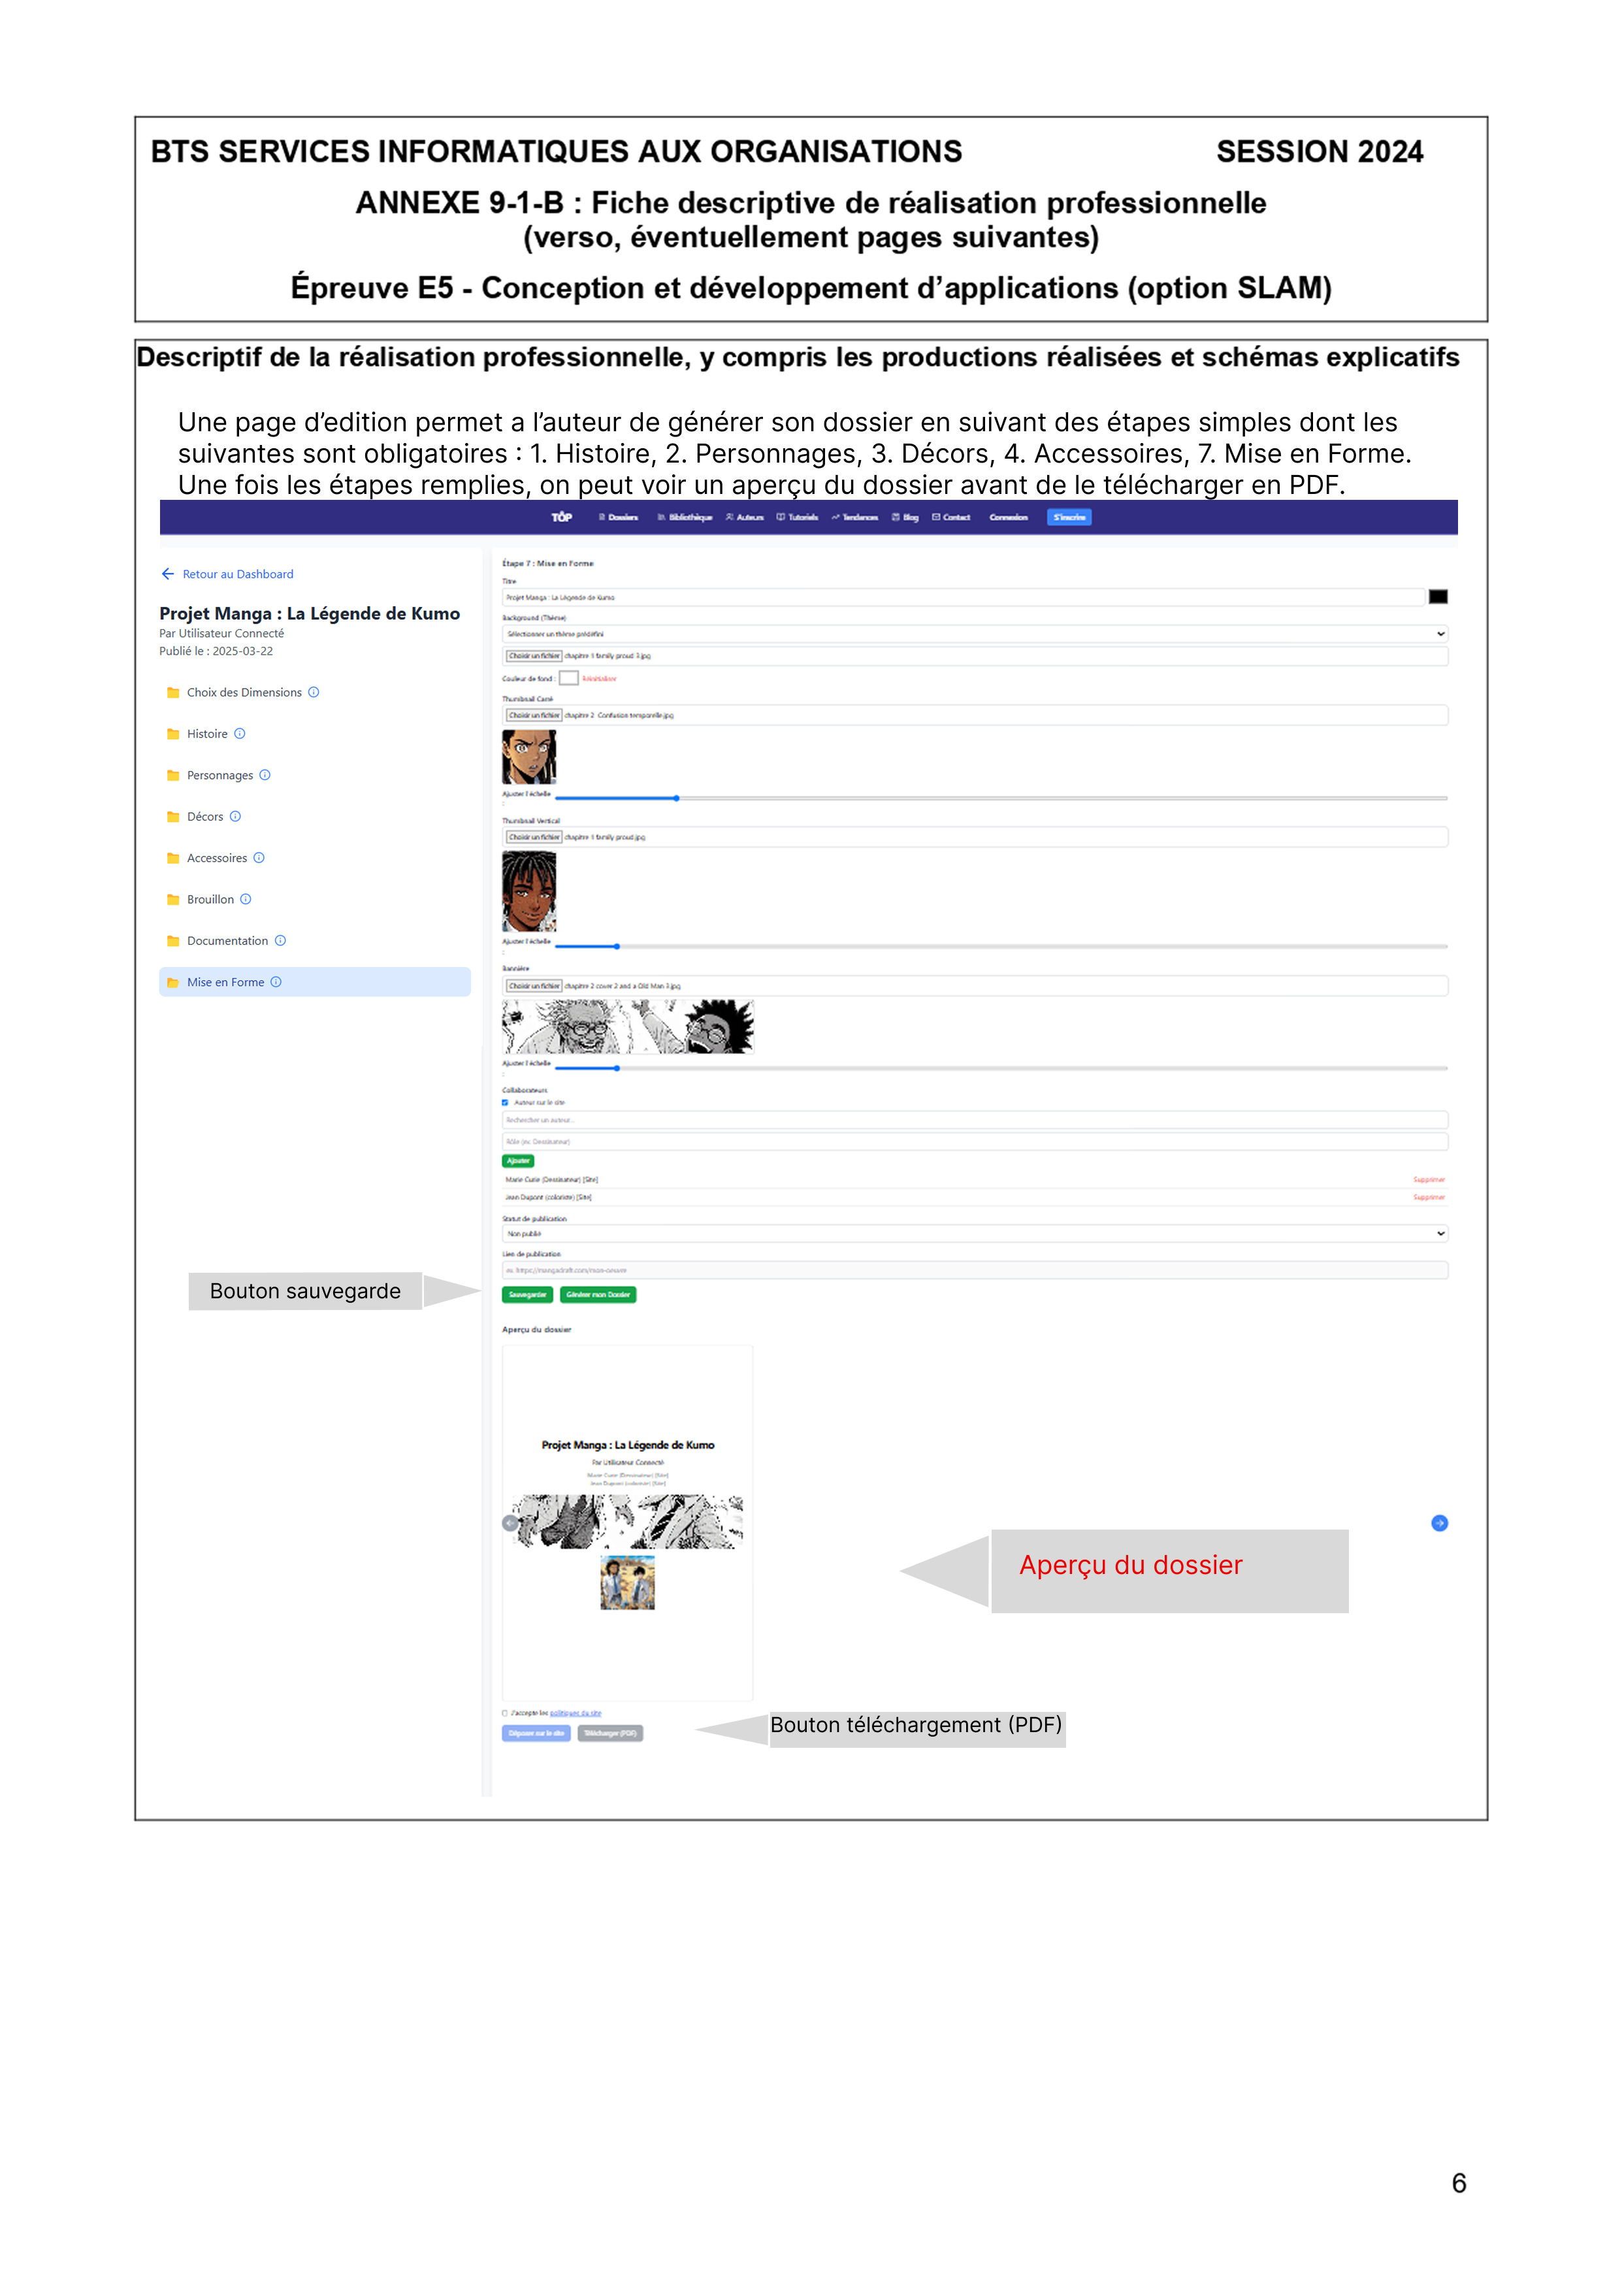 BTS SERVICES INFORMATIQUES AUX ORGANISATIONS SESSION 2024
ANNEXE 9-1-B : Fiche descriptive de réalisation professionnelle
(verso, éventuellement pages suivantes)
Épreuve E5 - Conception et développement d’applications (option SLAM)
Descriptif de la réalisation professionnelle, y compris les productions réalisées et schémas explicatifs
Une page d’edition permet a l’auteur de générer son dossier en suivant des étapes simples dont les
suivantes sont obligatoires : 1. Histoire, 2. Personnages, 3. Décors, 4. Accessoires, 7. Mise en Forme.
Une fois les étapes remplies, on peut voir un aperçu du dossier avant de le télécharger en PDF.
TÔP Dossiers Bibliothèque Auteurs Tutoriels Tendances Blog Contact Connexion S'inscrire
Retour au Dashboard
Projet Manga : La Légende de Kumo
Par Utilisateur Connecté
Publié le : 2025-03-22
Choix des Dimensions
Histoire
Personnages
Décors
Accessoires
Brouillon
Documentation
Mise en Forme
Étape 7 : Mise en Forme
Titre
Projet Manga : La Légende de Kumo
Background (Thème)
Sélectionner un thème prédéfini
Choisir un fichier chapitre 1 family proud 3.jpg
Couleur de fond : Réinitialiser
Thumbnail Carré
Choisir un fichier chapitre 2 Confusion temporelle.jpg
Ajuster l'échelle
:
Thumbnail Vertical
Choisir un fichier chapitre 1 family proud.jpg
Ajuster l'échelle
:
Bannière
Choisir un fichier chapitre 2 cover 2 and a Old Man 3.jpg
Ajuster l'échelle
:
Collaborateurs
Auteur sur le site
Rechercher un auteur...
Rôle (ex: Dessinateur)
Ajouter
Marie Curie (Dessinateur) [Site] Supprimer
Jean Dupont (coloriste) [Site] Supprimer
Statut de publication
Non publié
Lien de publication
ex: https://mangadraft.com/mon-oeuvre
Sauvegarder Générer mon Dossier
Bouton sauvegarde
Aperçu du dossier
Projet Manga : La Légende de Kumo
Par Utilisateur Connecté
Marie Curie (Dessinateur) [Site]
Jean Dupont (coloriste) [Site]
Aperçu du dossier
J'accepte les politiques du site
Déposer sur le site Télécharger (PDF)
Bouton téléchargement (PDF)
6